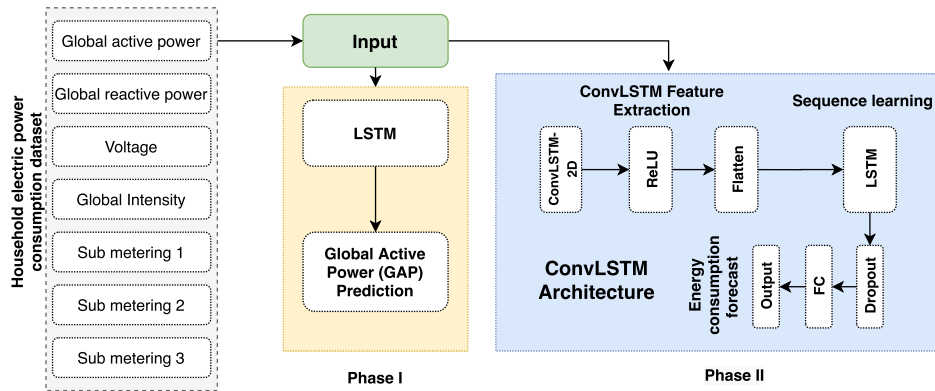 Household electric power
consumption dataset
Global active power
Global reactive power
Voltage
Global Intensity
Sub metering 1
Sub metering 2
Sub metering 3
Input
LSTM
Global Active
Power (GAP)
Prediction
Phase I
ConvLSTM Feature
Extraction
Sequence learning
ConvLSTM-
2D
ReLU
Flatten
LSTM
Dropout
FC
Output
Energy
consumption
forecast
ConvLSTM
Architecture
Phase II